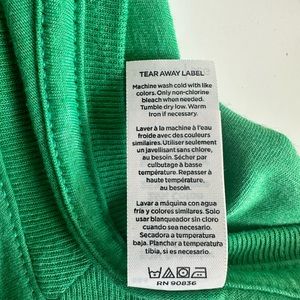 TEAR AWAY LABEL
Machine wash cold with like
colors. Only non-chlorine
bleach when needed.
Tumble dry low. Warm
Iron if necessary.
Laver à la machine à l'eau
froide avec des couleurs
similaires. Utiliser seulement
un javellisant sans chlore,
au besoin. Sécher par
culbutage à basse
température. Repasser à
haute température,
au besoin.
Lavar a máquina con agua
fría y colores similares. Solo
usar blanqueador sin cloro
cuando sea necesario.
Secadora a temperatura
baja. Planchar a temperatura
tibia, si es necesario.
RN 90836